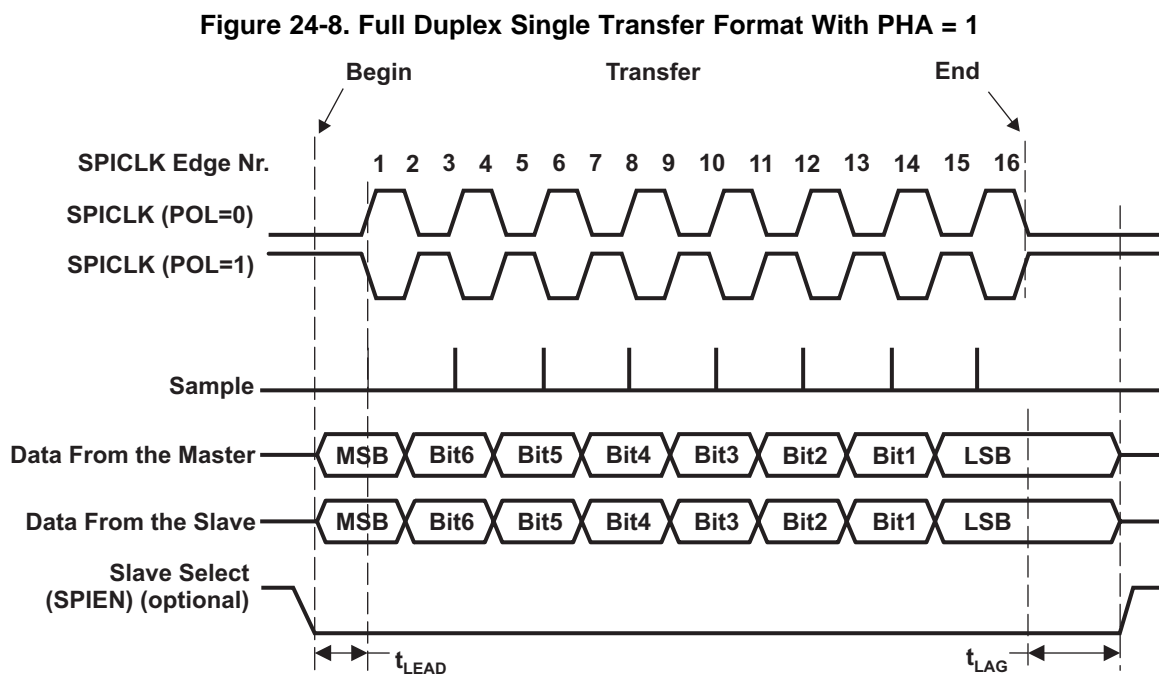 Figure 24-8. Full Duplex Single Transfer Format With PHA = 1
Begin Transfer End
SPICLK Edge Nr. 1 2 3 4 5 6 7 8 9 10 11 12 13 14 15 16
SPICLK (POL=0)
SPICLK (POL=1)
Sample
Data From the Master MSB Bit6 Bit5 Bit4 Bit3 Bit2 Bit1 LSB
Data From the Slave MSB Bit6 Bit5 Bit4 Bit3 Bit2 Bit1 LSB
Slave Select
(SPIEN) (optional)
tLEAD tLAG